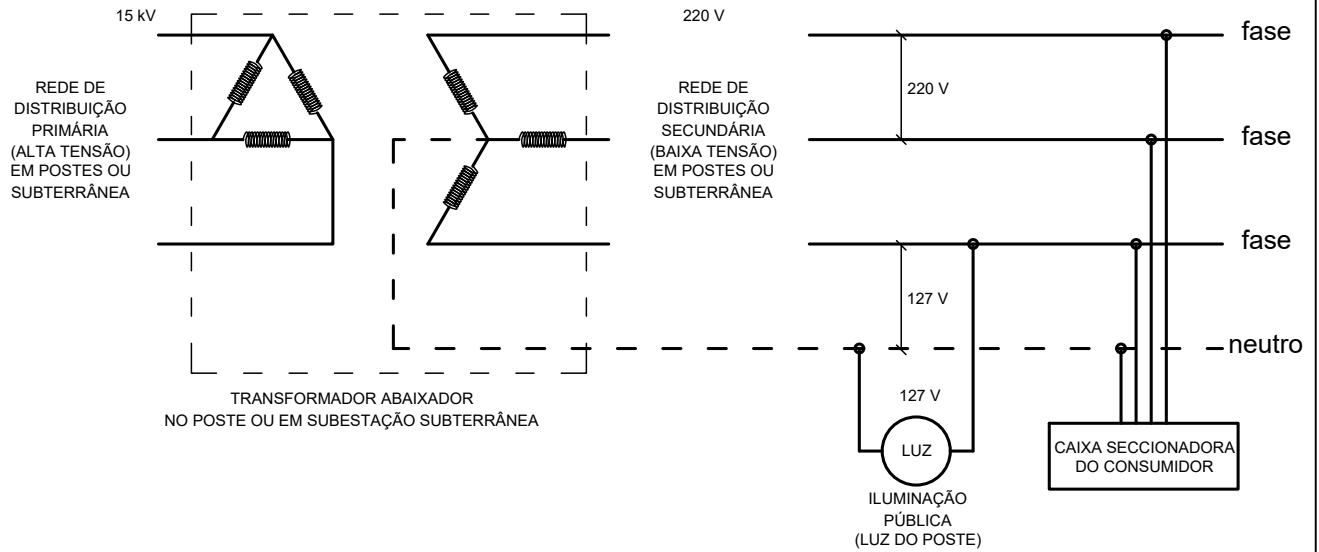 15 kV
220 V
fase
REDE DE
DISTRIBUIÇÃO
PRIMÁRIA
(ALTA TENSÃO)
EM POSTES OU
SUBTERRÂNEA
REDE DE
DISTRIBUIÇÃO
SECUNDÁRIA
(BAIXA TENSÃO)
EM POSTES OU
SUBTERRÂNEA
220 V
fase
fase
127 V
neutro
TRANSFORMADOR ABAIXADOR
NO POSTE OU EM SUBESTAÇÃO SUBTERRÂNEA
127 V
LUZ
ILUMINAÇÃO
PÚBLICA
(LUZ DO POSTE)
CAIXA SECCIONADORA
DO CONSUMIDOR